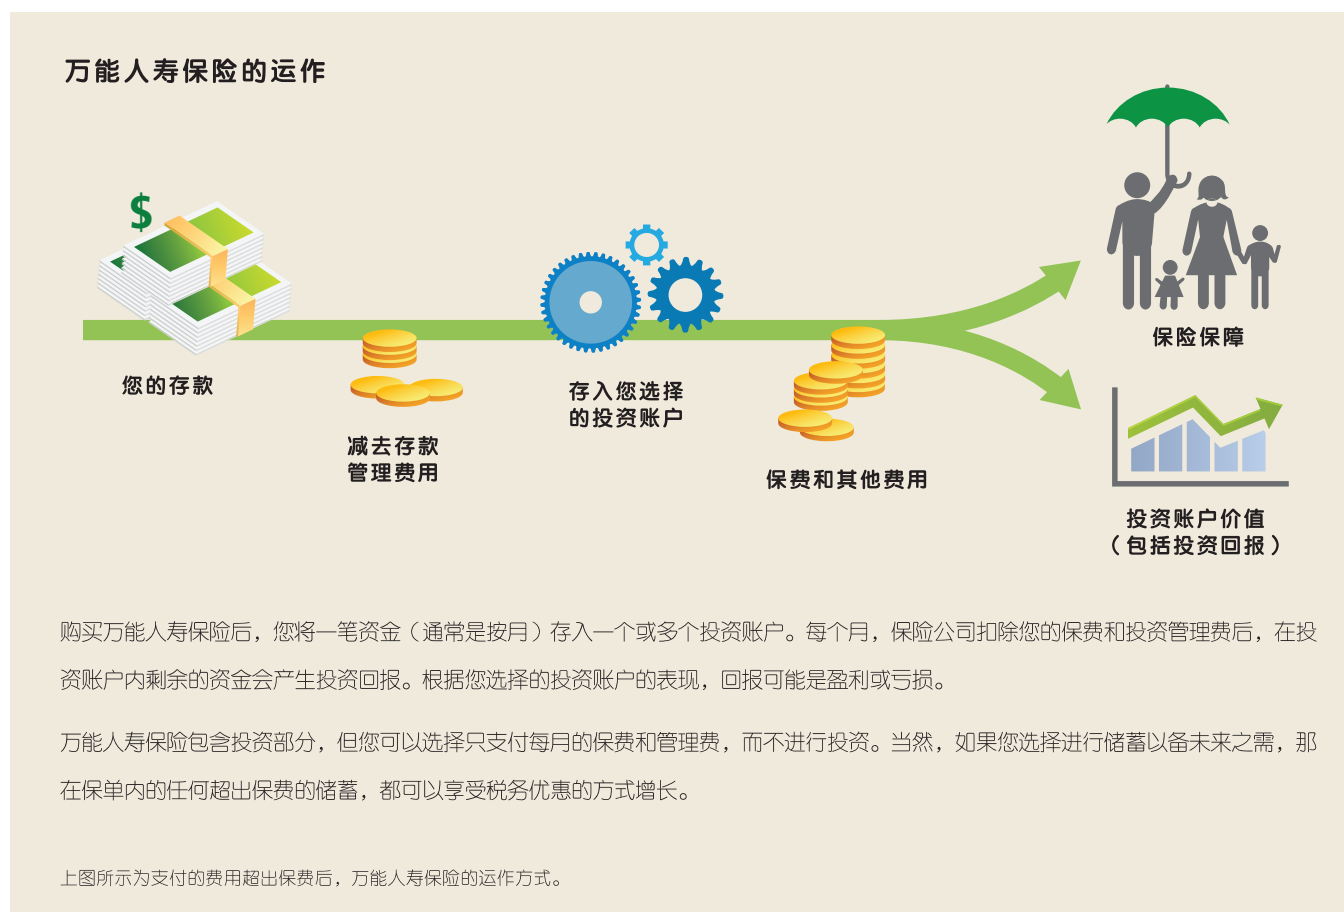 万能人寿保险的运作
$
您的存款
减去存款
管理费用
存入您选择
的投资账户
保费和其他费用
保险保障
投资账户价值
（包括投资回报）
购买万能人寿保险后，您将一笔资金（通常是按月）存入一个或多个投资账户。每个月，保险公司扣除您的保费和投资管理费后，在投
资账户内剩余的资金会产生投资回报。根据您选择的投资账户的表现，回报可能是盈利或亏损。
万能人寿保险包含投资部分，但您可以选择只支付每月的保费和管理费，而不进行投资。当然，如果您选择进行储蓄以备未来之需，那
在保单内的任何超出保费的储蓄，都可以享受税务优惠的方式增长。
上图所示为支付的费用超出保费后，万能人寿保险的运作方式。